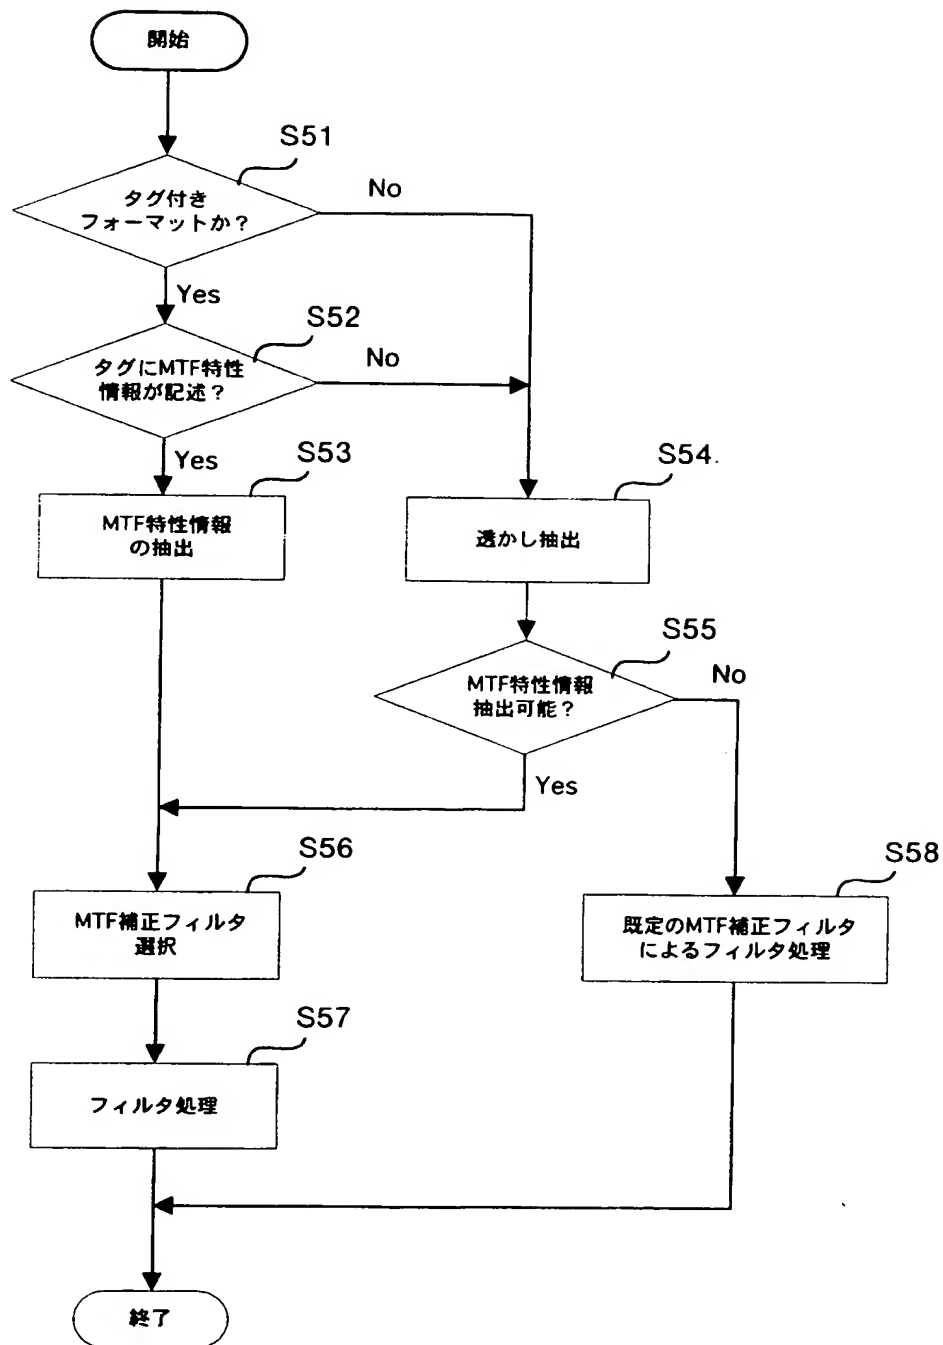 開始
S51
タグ付き
フォーマットか？
No
Yes
S52
タグにMTF特性
情報が記述？
No
Yes
S53
MTF特性情報
の抽出
S54
透かし抽出
S55
MTF特性情報
抽出可能？
No
Yes
S56
MTF補正フィルタ
選択
S58
既定のMTF補正フィルタ
によるフィルタ処理
S57
フィルタ処理
終了